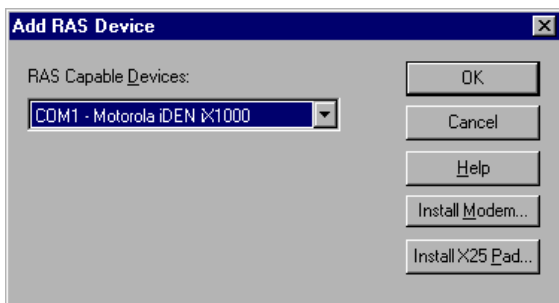 Add RAS Device
RAS Capable Devices:
COM1 - Motorola iDEN iX1000
OK
Cancel
Help
Install Modem...
Install X25 Pad...